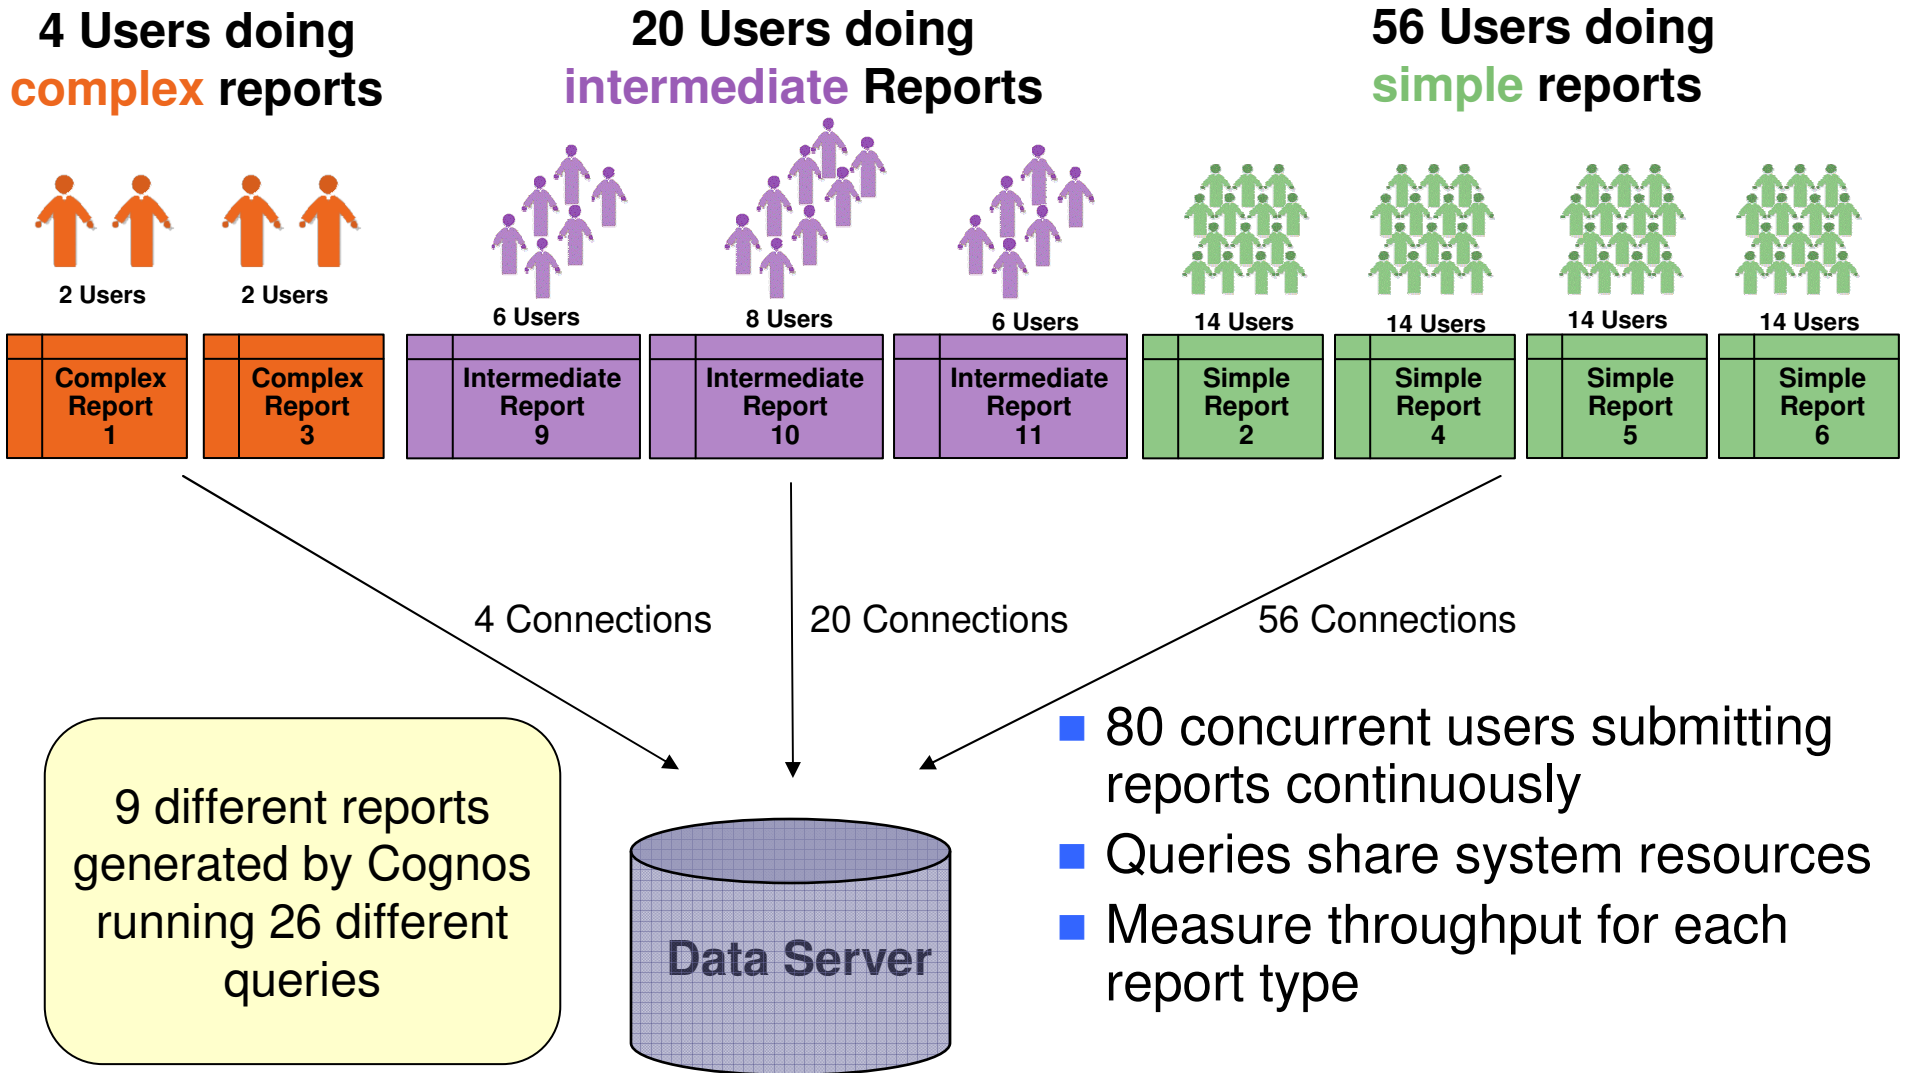 4 Users doing
complex reports
20 Users doing
intermediate Reports
56 Users doing
simple reports
2 Users
2 Users
6 Users
8 Users
6 Users
14 Users
14 Users
14 Users
14 Users
Complex
Report
1
Complex
Report
3
Intermediate
Report
9
Intermediate
Report
10
Intermediate
Report
11
Simple
Report
2
Simple
Report
4
Simple
Report
5
Simple
Report
6
4 Connections
20 Connections
56 Connections
9 different reports
generated by Cognos
running 26 different
queries
Data Server
80 concurrent users submitting
reports continuously
Queries share system resources
Measure throughput for each
report type